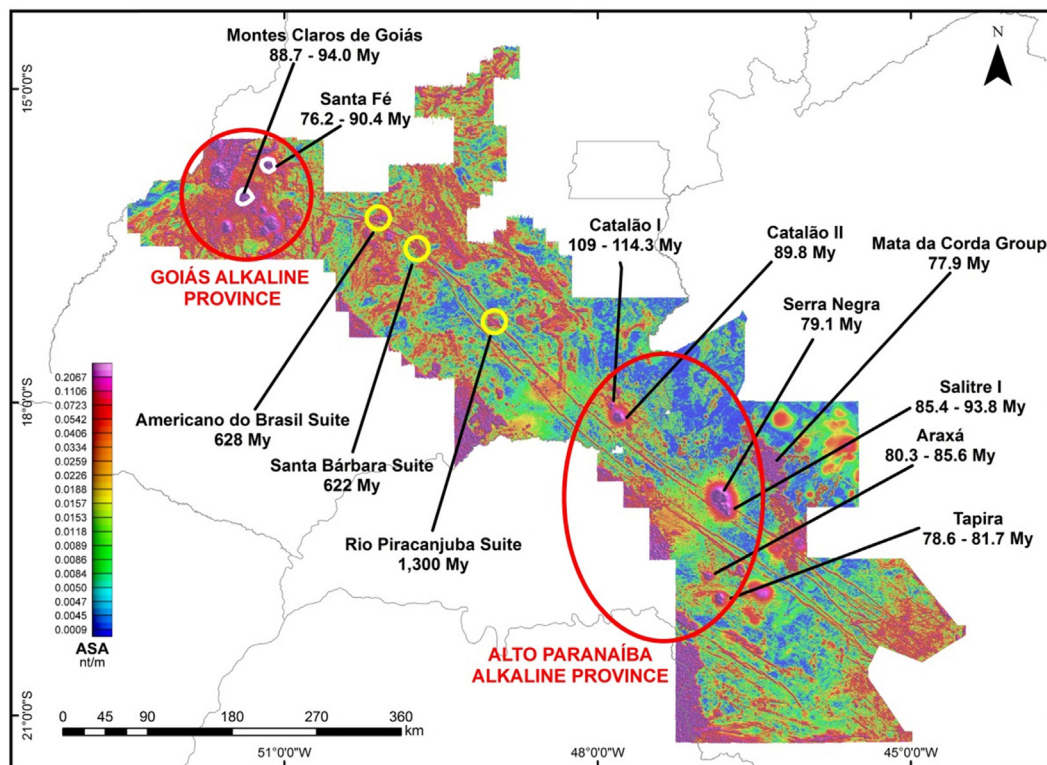 Montes Claros de Goiás
88.7 - 94.0 My
Santa Fé
76.2 - 90.4 My
N
GOIÁS ALKALINE
PROVINCE
Catalão I
109 - 114.3 My
Catalão II
89.8 My
Mata da Corda Group
77.9 My
Serra Negra
79.1 My
Salitre I
85.4 - 93.8 My
Araxá
80.3 - 85.6 My
Tapira
78.6 - 81.7 My
Americano do Brasil Suite
628 My
Santa Bárbara Suite
622 My
Rio Piracanjuba Suite
1,300 My
ALTO PARANAÍBA
ALKALINE PROVINCE
0.2067
0.1106
0.0723
0.0542
0.0406
0.0334
0.0259
0.0226
0.0188
0.0157
0.0153
0.0118
0.0089
0.0084
0.0050
0.0047
0.0045
0.0009
ASA
nt/m
0 45 90 180 270 360
km
15°0'0"S
18°0'0"S
21°0'0"S
51°0'0"W
48°0'0"W
45°0'0"W